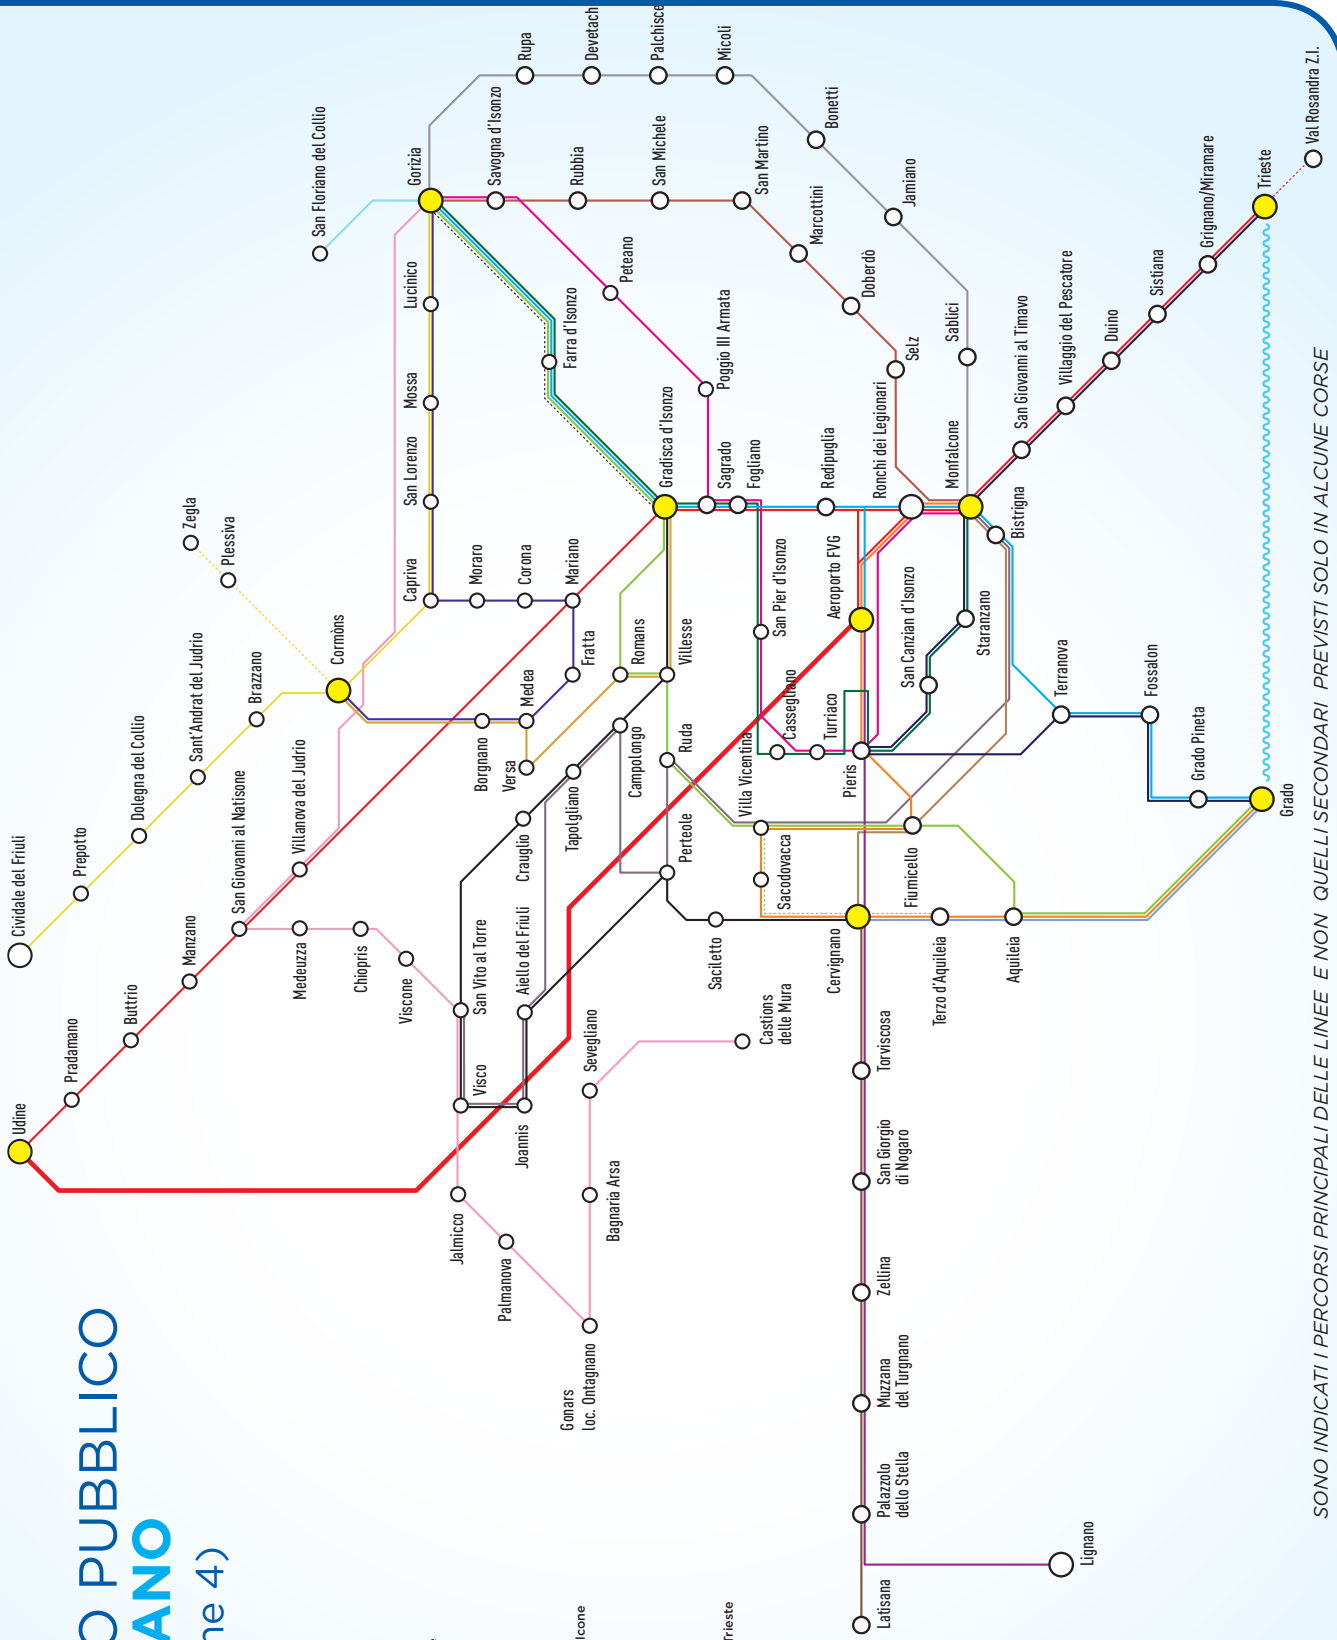 O PUBBLICO
ANO
ne 4)
Icone
Trieste
Udine
Pradamano
Buttrio
Manzano
San Giovanni al Natisone
Villanova del Judrio
Cividale del Friuli
Prepotto
Dolegna del Collio
Sant'Andrat del Judrio
Brazzano
Cormòns
Plessiva
Zegla
Medeuzza
Chiopris
Viscone
San Vito al Torre
Visco
Jalmicco
Palmanova
Gonars
loc. Ontagnano
Bagnaria Arsa
Sevegliano
Castions
delle Mura
Joannis
Aiello del Friuli
Crauglio
Tapolgiano
Campolongo
Perteole
Ruda
Saciletto
Borgnano
Versa
Medea
Fratta
Romans
Villesse
Mariano
Corona
Moraro
Capriva
San Lorenzo
Mossa
Lucinico
Gorizia
San Floriano del Collio
Savogna d'Isonzo
Rubbia
San Michele
San Martino
Marcottini
Doberdò
Selz
Rupa
Devetach
Palchisce
Micoli
Bonetti
Jamiano
Sablici
Farra d'Isonzo
Peteano
Poggio III Armata
Gradisca d'Isonzo
Sagrado
Fogliano
Redipuglia
Ronchi dei Legionari
Monfalcone
San Giovanni al Timavo
Villaggio del Pescatore
Duino
Sistiana
Grignano/Miramare
Trieste
Val Rosandra Z.I.
Bistrigna
Aeroporto FVG
San Pier d'Isonzo
Cassegliano
Turriaco
Pieris
San Canzian d'Isonzo
Staranzano
Terranova
Fossalon
Grado Pineta
Grado
Villa Vicentina
Sacodovacca
Fiumicello
Cervignano
Terzo d'Aquileia
Aquileia
Torviscosa
San Giorgio
di Nogaro
Zellina
Muzzana
del Turgnano
Palazzolo
dello Stella
Latisana
Lignano
SONO INDICATI I PERCORSI PRINCIPALI DELLE LINEE E NON QUELLI SECONDARI PREVISTI SOLO IN ALCUNE CORSE